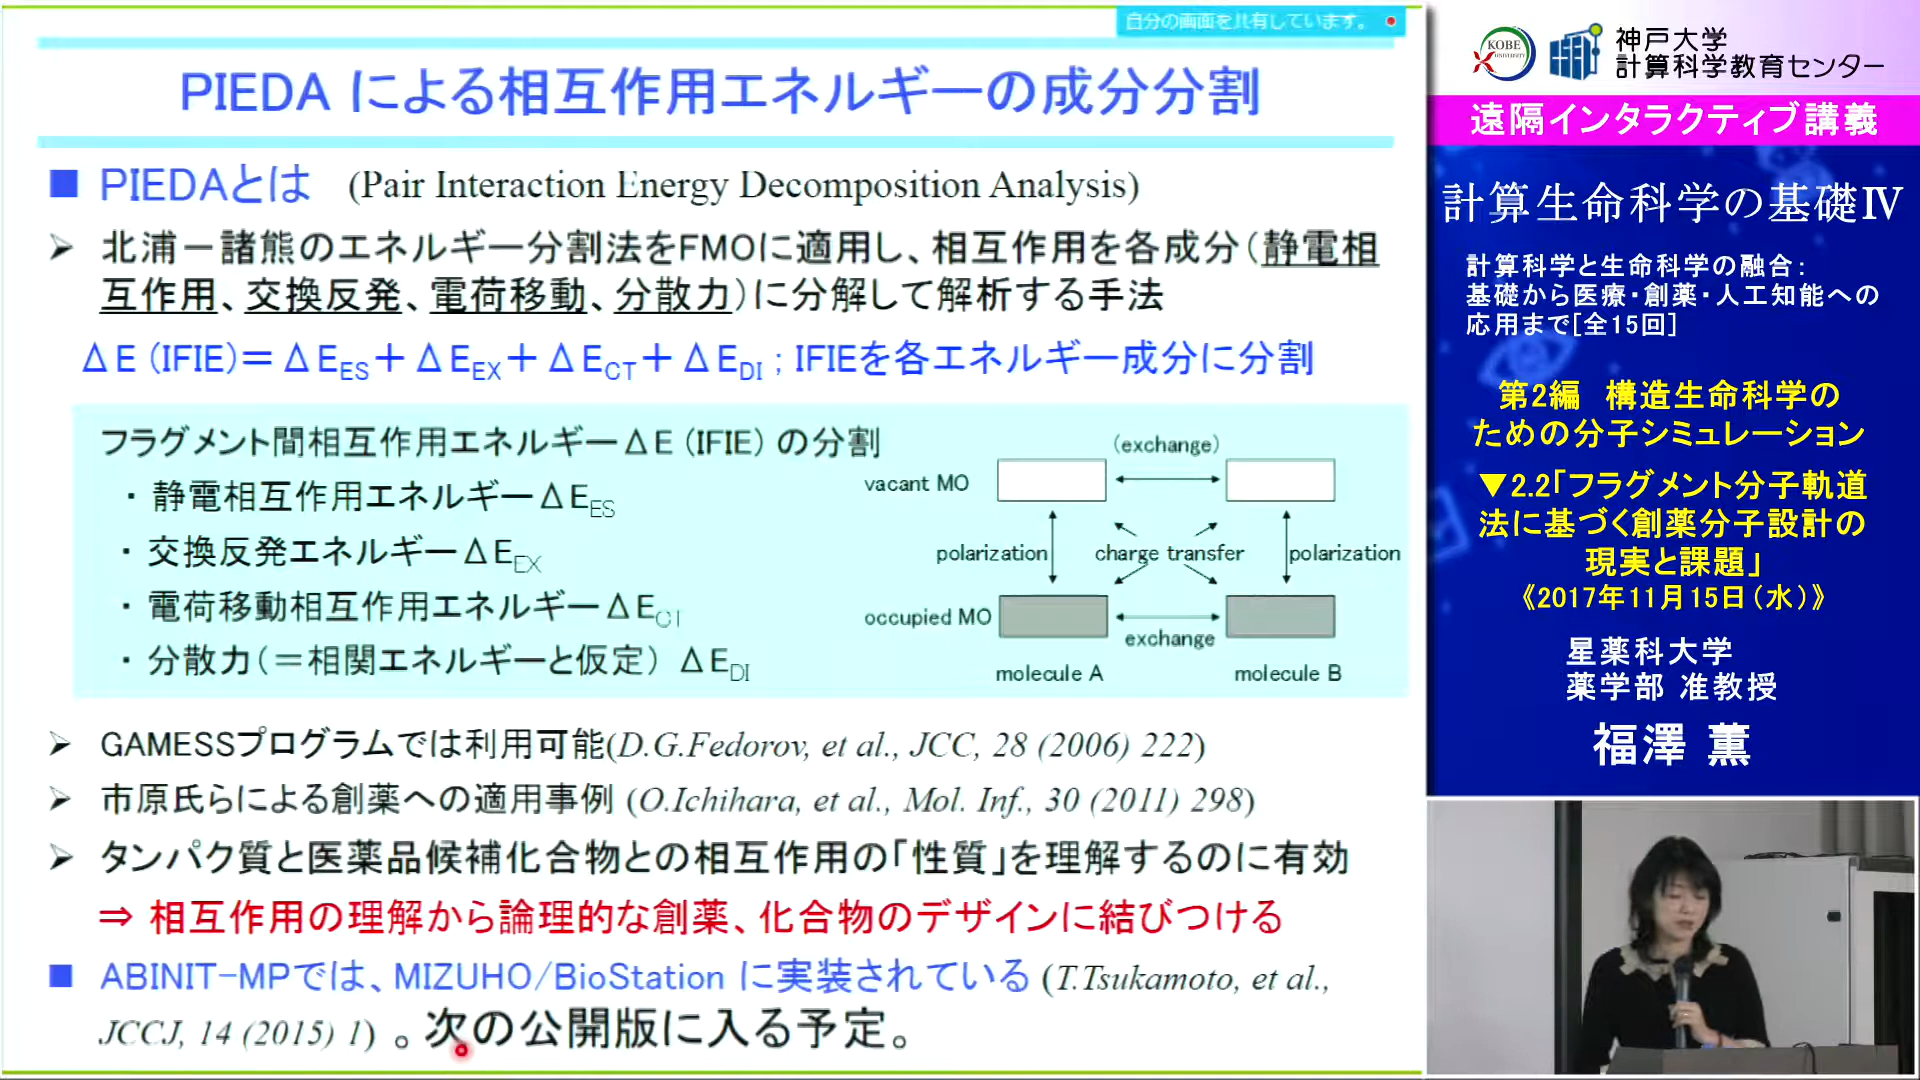 自分の画面を共有しています。
PIEDA による相互作用エネルギーの成分分割
■ PIEDAとは (Pair Interaction Energy Decomposition Analysis)
➢ 北浦－諸熊のエネルギー分割法をFMOに適用し、相互作用を各成分(静電相
互作用、交換反発、電荷移動、分散力)に分解して解析する手法
ΔE (IFIE)＝ΔE_ES＋ΔE_EX＋ΔE_CT＋ΔE_DI ; IFIEを各エネルギー成分に分割
フラグメント間相互作用エネルギーΔE (IFIE) の分割
・静電相互作用エネルギーΔE_ES
・交換反発エネルギーΔE_EX
・電荷移動相互作用エネルギーΔE_CT
・分散力(＝相関エネルギーと仮定) ΔE_DI
(exchange)
vacant MO
polarization
charge transfer
polarization
occupied MO
exchange
molecule A
molecule B
➢ GAMESSプログラムでは利用可能(D.G.Fedorov, et al., JCC, 28 (2006) 222)
➢ 市原氏らによる創薬への適用事例 (O.Ichihara, et al., Mol. Inf., 30 (2011) 298)
➢ タンパク質と医薬品候補化合物との相互作用の「性質」を理解するのに有効
⇒ 相互作用の理解から論理的な創薬、化合物のデザインに結びつける
■ ABINIT-MPでは、MIZUHO/BioStation に実装されている (T.Tsukamoto, et al.,
JCCJ, 14 (2015) 1) 。次の公開版に入る予定。
KOBE
UNIVERSITY
神戸大学
計算科学教育センター
遠隔インタラクティブ講義
計算生命科学の基礎Ⅳ
計算科学と生命科学の融合：
基礎から医療・創薬・人工知能への
応用まで[全15回]
第2編 構造生命科学の
ための分子シミュレーション
▼2.2「フラグメント分子軌道
法に基づく創薬分子設計の
現実と課題」
《2017年11月15日（水）》
星薬科大学
薬学部 准教授
福澤 薫